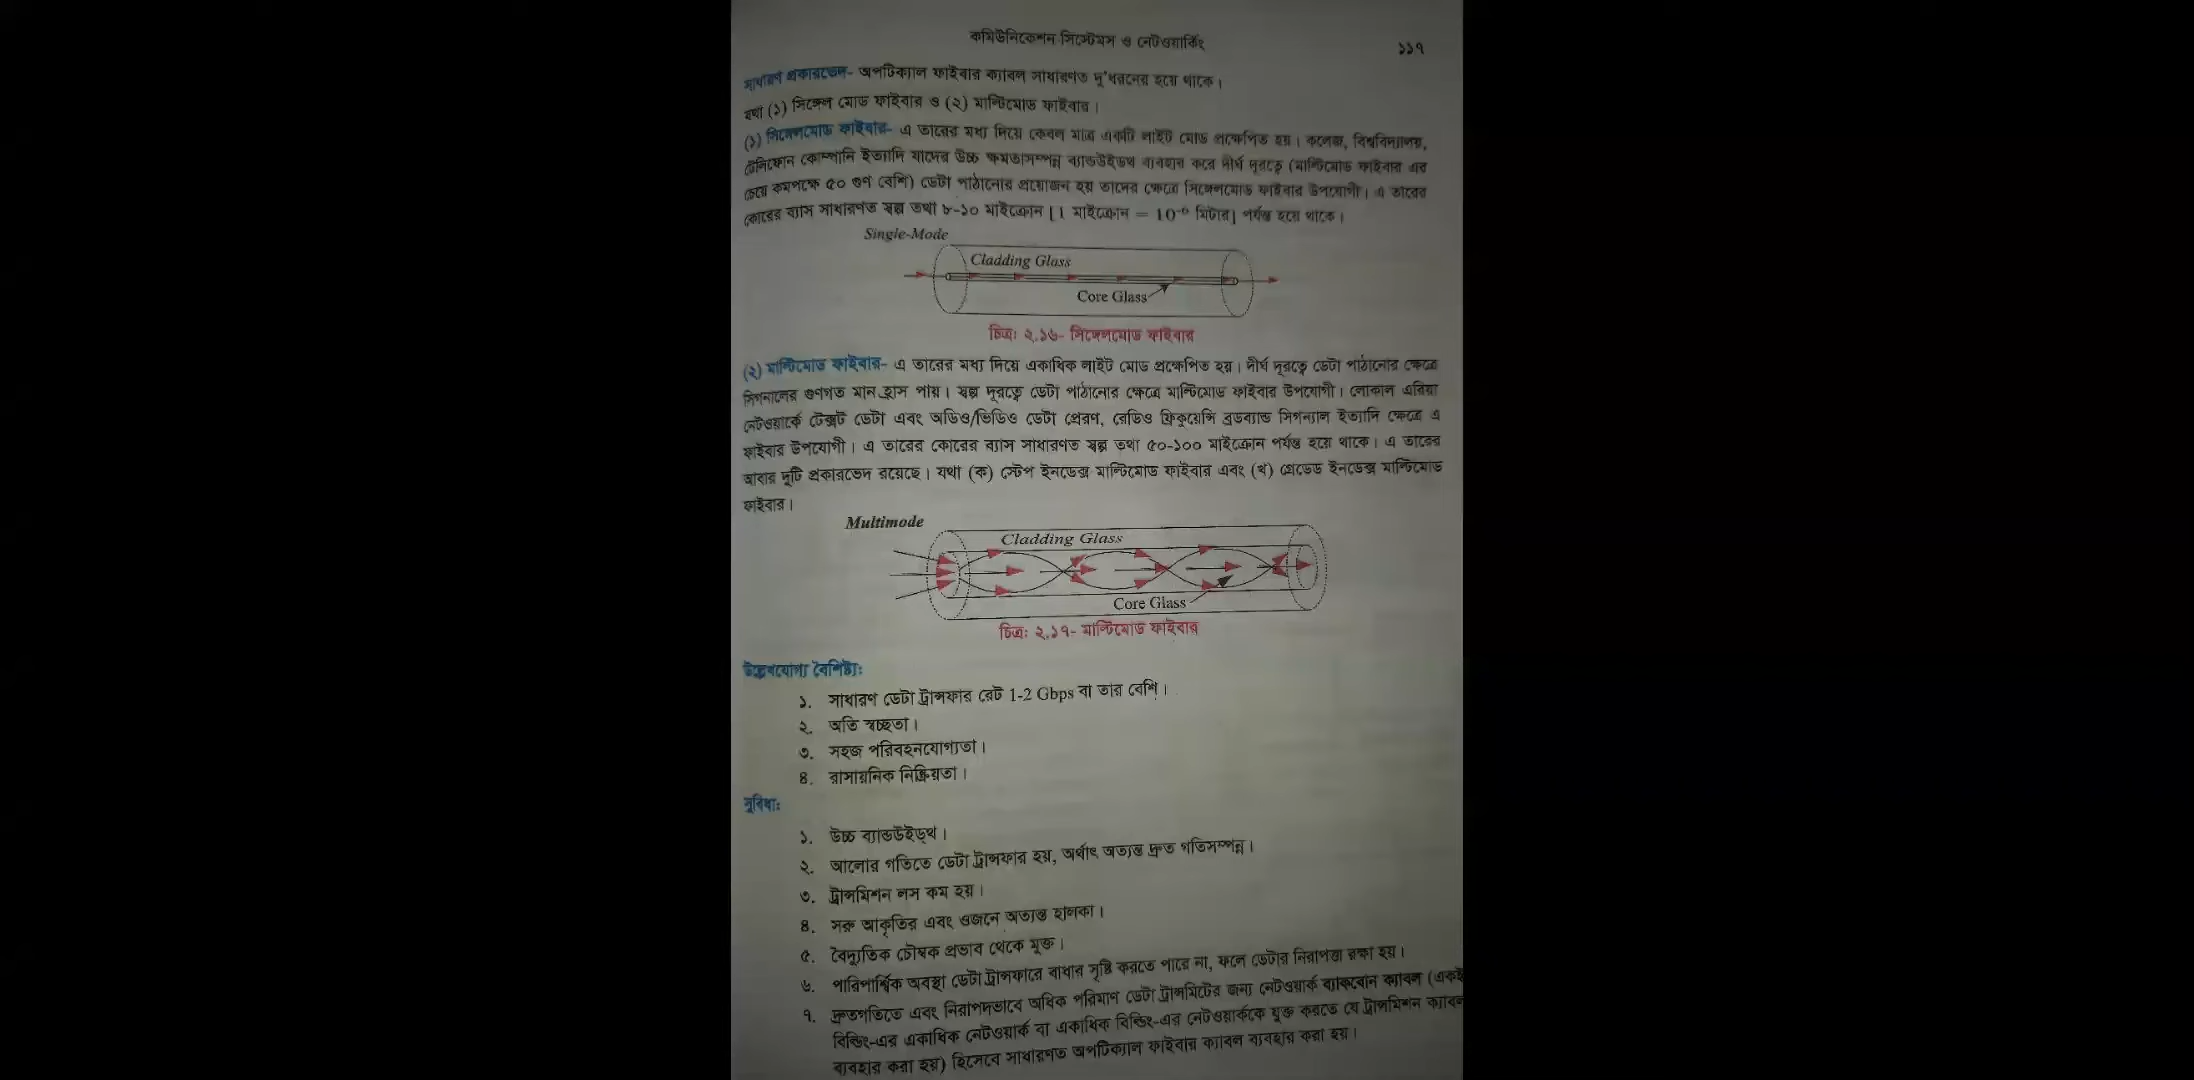 কমিউনিকেশন সিস্টেমস ও নেটওয়ার্কিং
১১৭
সাধারণ প্রকারভেদ- অপটিক্যাল ফাইবার ক্যাবল সাধারণত দু'ধরনের হয়ে থাকে।
যথা (১) সিঙ্গেল মোড ফাইবার ও (২) মাল্টিমোড ফাইবার।
(১) সিঙ্গেলমোড ফাইবার- এ তারের মধ্য দিয়ে কেবল মাত্র একটি লাইট মোড প্রক্ষেপিত হয়। কলেজ, বিশ্ববিদ্যালয়,
টেলিফোন কোম্পানি ইত্যাদি যাদের উচ্চ ক্ষমতাসম্পন্ন ব্যান্ডউইড্থ ব্যবহার করে দীর্ঘ দূরত্বে (মাল্টিমোড ফাইবার এর
চেয়ে কমপক্ষে ৫০ গুণ বেশি) ডেটা পাঠানোর প্রয়োজন হয় তাদের ক্ষেত্রে সিঙ্গেলমোড ফাইবার উপযোগী। এ তারের
কোরের ব্যাস সাধারণত স্বল্প তথা ৮-১০ মাইক্রোন [1 মাইক্রোন = 10⁻⁶ মিটার] পর্যন্ত হয়ে থাকে।
Single-Mode
Cladding Glass
Core Glass
চিত্র: ২.১৬- সিঙ্গেলমোড ফাইবার
(২) মাল্টিমোড ফাইবার- এ তারের মধ্য দিয়ে একাধিক লাইট মোড প্রক্ষেপিত হয়। দীর্ঘ দূরত্বে ডেটা পাঠানোর ক্ষেত্রে
সিগনালের গুণগত মান হ্রাস পায়। স্বল্প দূরত্বে ডেটা পাঠানোর ক্ষেত্রে মাল্টিমোড ফাইবার উপযোগী। লোকাল এরিয়া
নেটওয়ার্কে টেক্সট ডেটা এবং অডিও/ভিডিও ডেটা প্রেরণ, রেডিও ফ্রিকুয়েন্সি ব্রডব্যান্ড সিগন্যাল ইত্যাদি ক্ষেত্রে এ
ফাইবার উপযোগী। এ তারের কোরের ব্যাস সাধারণত স্বল্প তথা ৫০-১০০ মাইক্রোন পর্যন্ত হয়ে থাকে। এ তারের
আবার দুটি প্রকারভেদ রয়েছে। যথা (ক) স্টেপ ইনডেক্স মাল্টিমোড ফাইবার এবং (খ) গ্রেডেড ইনডেক্স মাল্টিমোড
ফাইবার।
Multimode
Cladding Glass
Core Glass
চিত্র: ২.১৭- মাল্টিমোড ফাইবার
উল্লেখযোগ্য বৈশিষ্ট্য:
১. সাধারণ ডেটা ট্রান্সফার রেট 1-2 Gbps বা তার বেশি।
২. অতি স্বচ্ছতা।
৩. সহজ পরিবহনযোগ্যতা।
৪. রাসায়নিক নিষ্ক্রিয়তা।
সুবিধা:
১. উচ্চ ব্যান্ডউইড্থ।
২. আলোর গতিতে ডেটা ট্রান্সফার হয়, অর্থাৎ অত্যন্ত দ্রুত গতিসম্পন্ন।
৩. ট্রান্সমিশন লস কম হয়।
৪. সরু আকৃতির এবং ওজনে অত্যন্ত হালকা।
৫. বৈদ্যুতিক চৌম্বক প্রভাব থেকে মুক্ত।
৬. পারিপার্শ্বিক অবস্থা ডেটা ট্রান্সফারে বাধার সৃষ্টি করতে পারে না, ফলে ডেটার নিরাপত্তা রক্ষা হয়।
৭. দ্রুতগতিতে এবং নিরাপদভাবে অধিক পরিমাণ ডেটা ট্রান্সমিটের জন্য নেটওয়ার্ক ব্যাকবোন ক্যাবল (একই
বিল্ডিং-এর একাধিক নেটওয়ার্ক বা একাধিক বিল্ডিং-এর নেটওয়ার্ককে যুক্ত করতে যে ট্রান্সমিশন ক্যাবল
ব্যবহার করা হয়) হিসেবে সাধারণত অপটিক্যাল ফাইবার ক্যাবল ব্যবহার করা হয়।